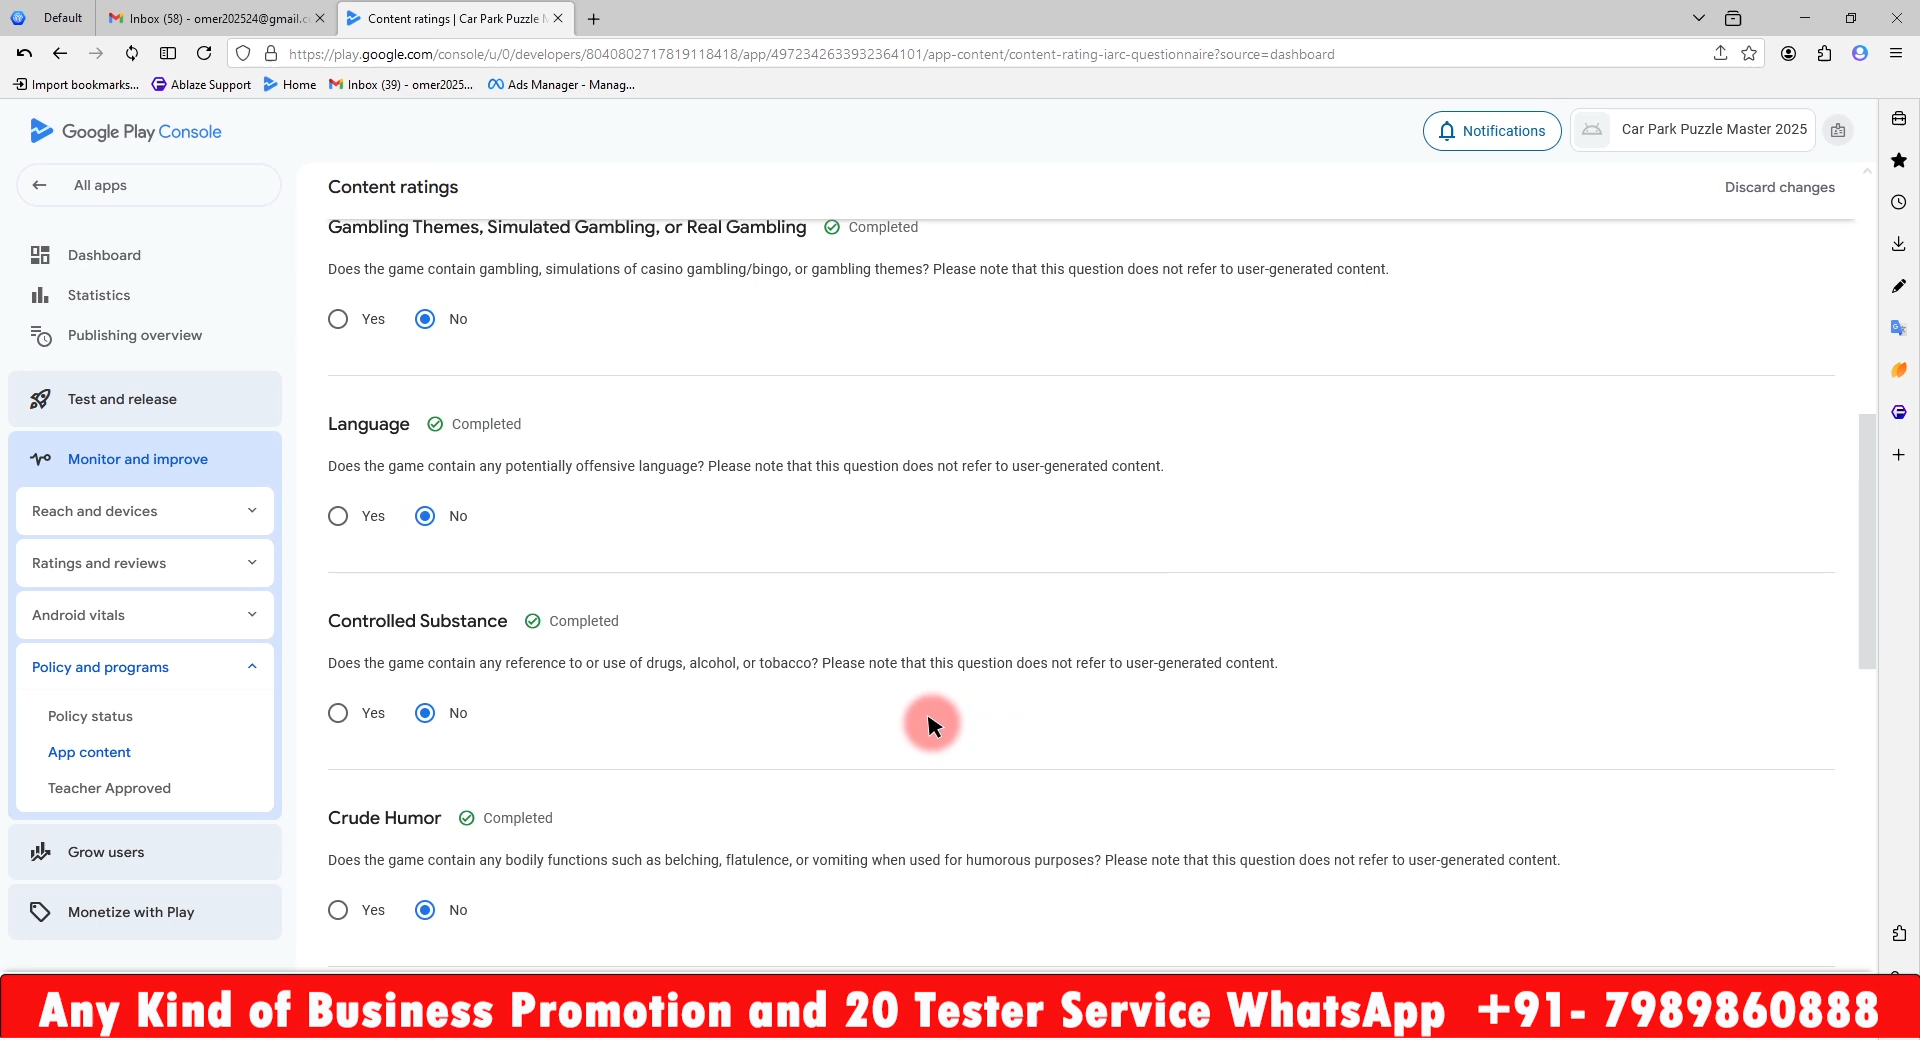 Default
Inbox (58) - omer202524@gmail.c
Content ratings | Car Park Puzzle M
https://play.google.com/console/u/0/developers/8040802717819118418/app/4972342633932364101/app-content/content-rating-iarc-questionnaire?source=dashboard
Import bookmarks...
Ablaze Support
Home
Inbox (39) - omer2025...
Ads Manager - Manag...
Google Play Console
Notifications
Car Park Puzzle Master 2025
All apps
Content ratings
Discard changes
Dashboard
Statistics
Publishing overview
Test and release
Monitor and improve
Reach and devices
Ratings and reviews
Android vitals
Policy and programs
Policy status
App content
Teacher Approved
Grow users
Monetize with Play
Gambling Themes, Simulated Gambling, or Real Gambling Completed
Does the game contain gambling, simulations of casino gambling/bingo, or gambling themes? Please note that this question does not refer to user-generated content.
Yes No
Language Completed
Does the game contain any potentially offensive language? Please note that this question does not refer to user-generated content.
Yes No
Controlled Substance Completed
Does the game contain any reference to or use of drugs, alcohol, or tobacco? Please note that this question does not refer to user-generated content.
Yes No
Crude Humor Completed
Does the game contain any bodily functions such as belching, flatulence, or vomiting when used for humorous purposes? Please note that this question does not refer to user-generated content.
Yes No
Any Kind of Business Promotion and 20 Tester Service WhatsApp +91- 7989860888